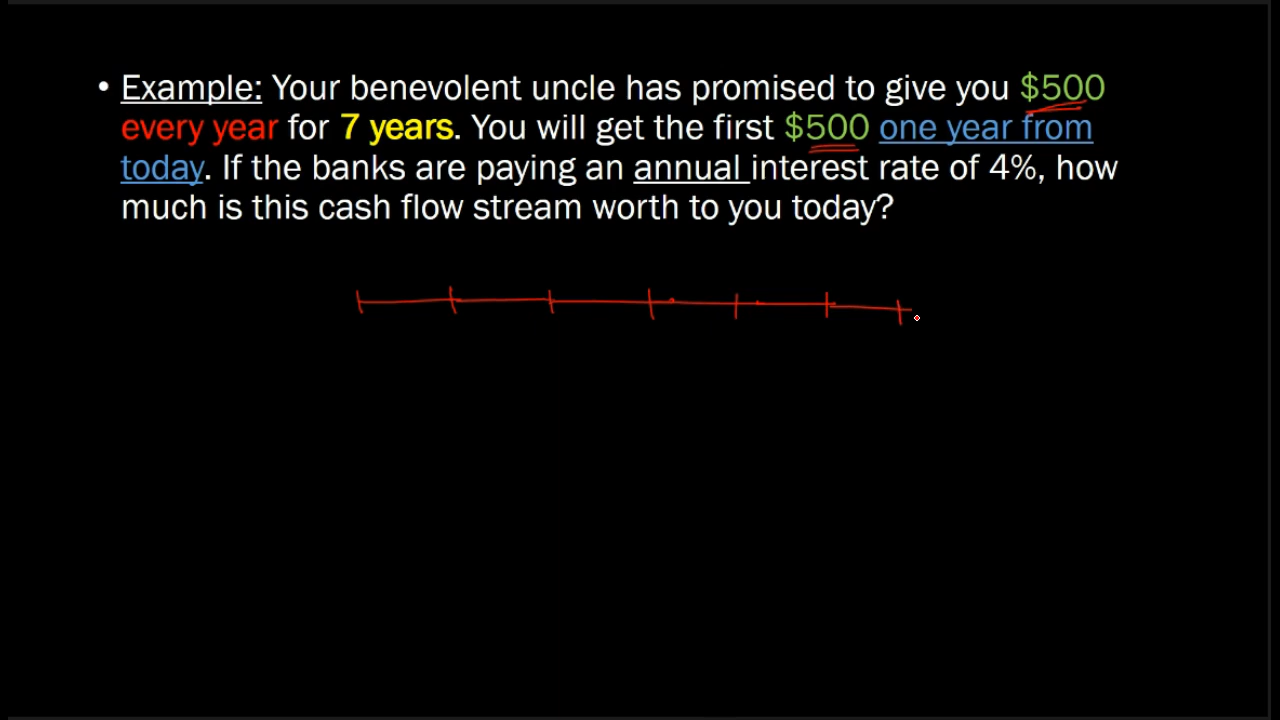 • Example: Your benevolent uncle has promised to give you $500
every year for 7 years. You will get the first $500 one year from
today. If the banks are paying an annual interest rate of 4%, how
much is this cash flow stream worth to you today?